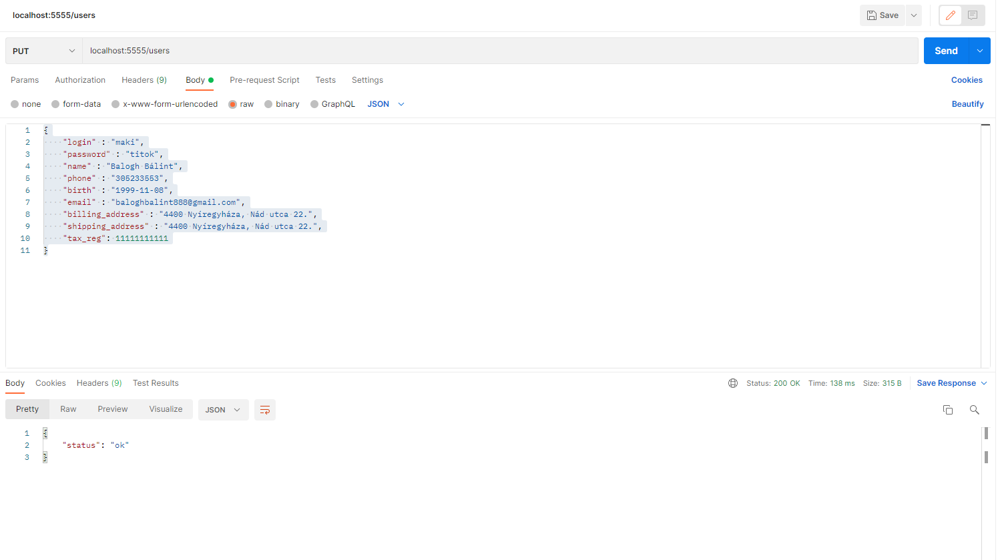 localhost:5555/users
Save
PUT localhost:5555/users Send
Params Authorization Headers (9) Body Pre-request Script Tests Settings Cookies
none form-data x-www-form-urlencoded raw binary GraphQL JSON Beautify
1 {
2 "login" : "maki",
3 "password" : "titok",
4 "name" : "Balogh Bálint",
5 "phone" : "305233553",
6 "birth" : "1999-11-08",
7 "email" : "baloghbalint888@gmail.com",
8 "billing_address" : "4400 Nyíregyháza, Nád utca 22.",
9 "shipping_address" : "4400 Nyíregyháza, Nád utca 22.",
10 "tax_reg": 11111111111
11 }
Body Cookies Headers (9) Test Results Status: 200 OK Time: 138 ms Size: 315 B Save Response
Pretty Raw Preview Visualize JSON
1 {
2 "status": "ok"
3 }